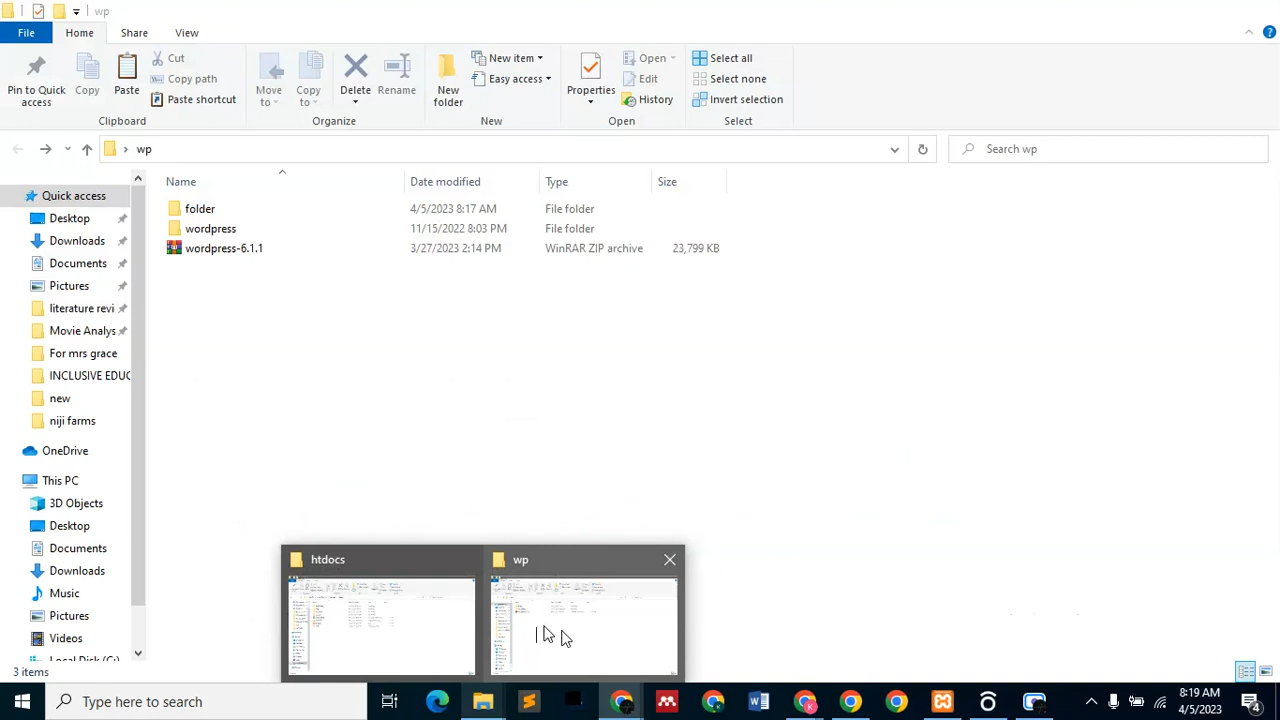 wp
File Home Share View
Pin to Quick access
Copy
Paste
Cut
Copy path
Paste shortcut
Clipboard
Move to
Copy to
Delete
Rename
Organize
New folder
New item
Easy access
New
Properties
Open
Edit
History
Open
Select all
Select none
Invert selection
Select
wp
Search wp
Name Date modified Type Size
folder 4/5/2023 8:17 AM File folder
wordpress 11/15/2022 8:03 PM File folder
wordpress-6.1.1 3/27/2023 2:14 PM WinRAR ZIP archive 23,799 KB
Quick access
Desktop
Downloads
Documents
Pictures
literature revi
Movie Analys
For mrs grace
INCLUSIVE EDUC
new
niji farms
OneDrive
This PC
3D Objects
Desktop
Documents
Downloads
Music
Pictures
Videos
Local Disk (C
3 items
htdocs
wp
Type here to search
8:19 AM
4/5/2023
4